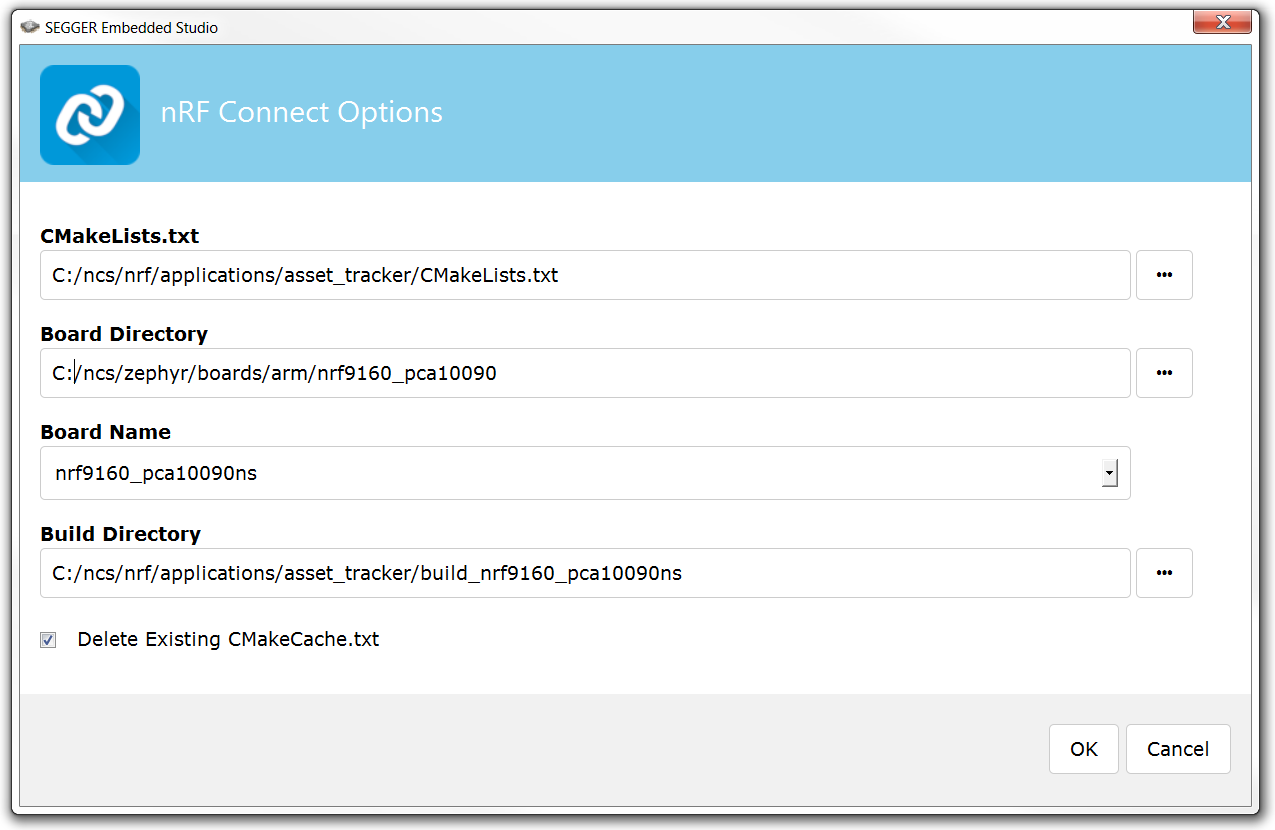 SEGGER Embedded Studio
nRF Connect Options
CMakeLists.txt
C:/ncs/nrf/applications/asset_tracker/CMakeLists.txt
•••
Board Directory
C:/ncs/zephyr/boards/arm/nrf9160_pca10090
•••
Board Name
nrf9160_pca10090ns
Build Directory
C:/ncs/nrf/applications/asset_tracker/build_nrf9160_pca10090ns
•••
Delete Existing CMakeCache.txt
OK Cancel